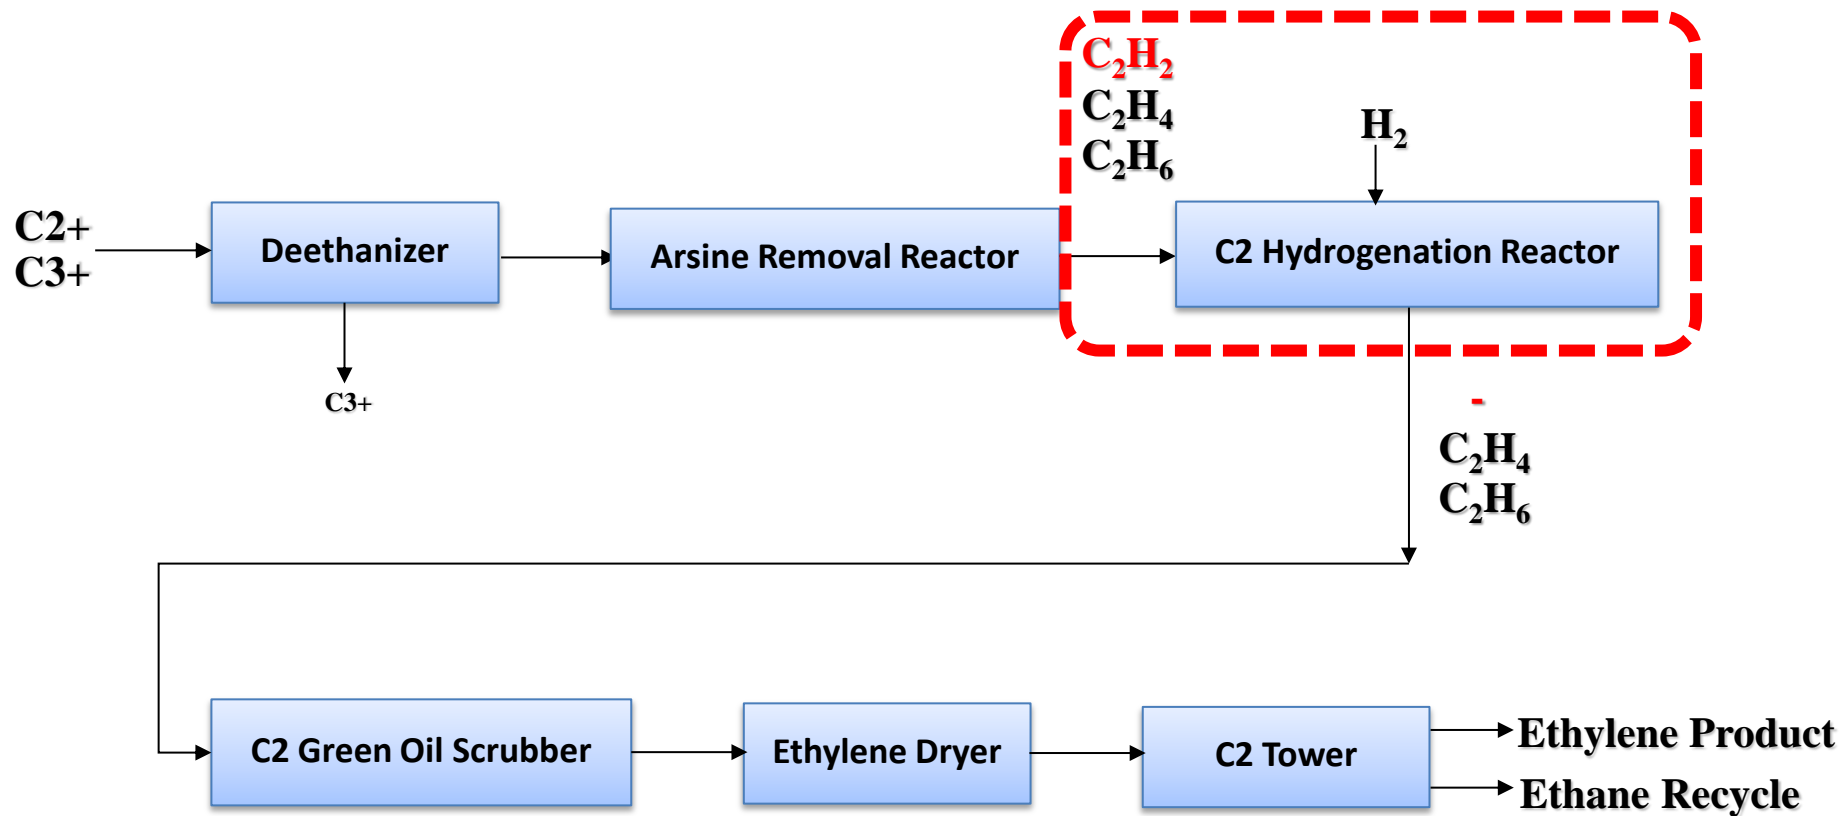 C₂H₂
C₂H₄
C₂H₆
H₂
C2+
C3+
Deethanizer
Arsine Removal Reactor
C2 Hydrogenation Reactor
C3+
-
C₂H₄
C₂H₆
C2 Green Oil Scrubber
Ethylene Dryer
C2 Tower
Ethylene Product
Ethane Recycle